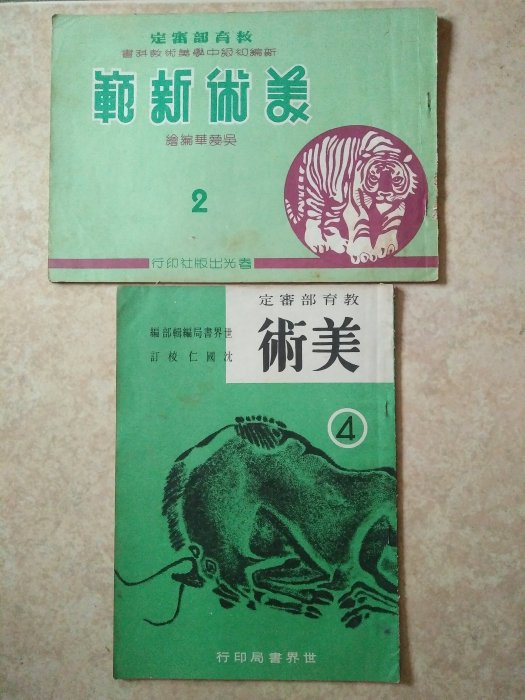 教育部審定
新編初級中學美術教科書
美術新範
吳愛華編繪
2
春光出版社印行
教育部審定
美術
世界書局編輯部編
沈國仁校訂
4
世界書局印行